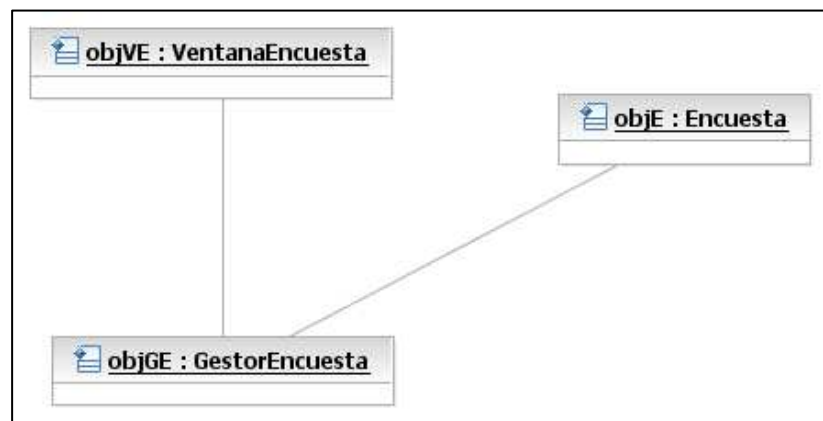 objVE : VentanaEncuesta
objE : Encuesta
objGE : GestorEncuesta